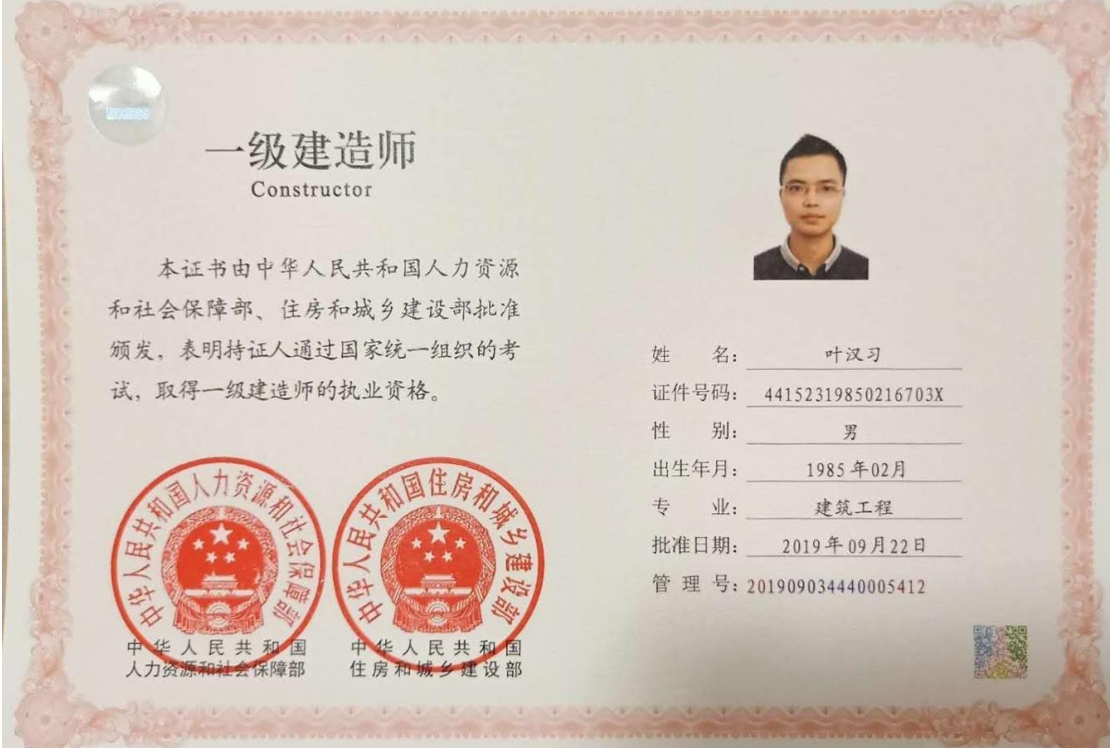 一级建造师
Constructor
本证书由中华人民共和国人力资源
和社会保障部、住房和城乡建设部批准
颁发，表明持证人通过国家统一组织的考
试，取得一级建造师的执业资格。
中华人民共和国人力资源和社会保障部
中华人民共和国住房和城乡建设部
中华人民共和国
人力资源和社会保障部
中华人民共和国
住房和城乡建设部
姓 名： 叶汉习
证件号码： 44152319850216703X
性 别： 男
出生年月： 1985年02月
专 业： 建筑工程
批准日期： 2019年09月22日
管 理 号： 201909034440005412